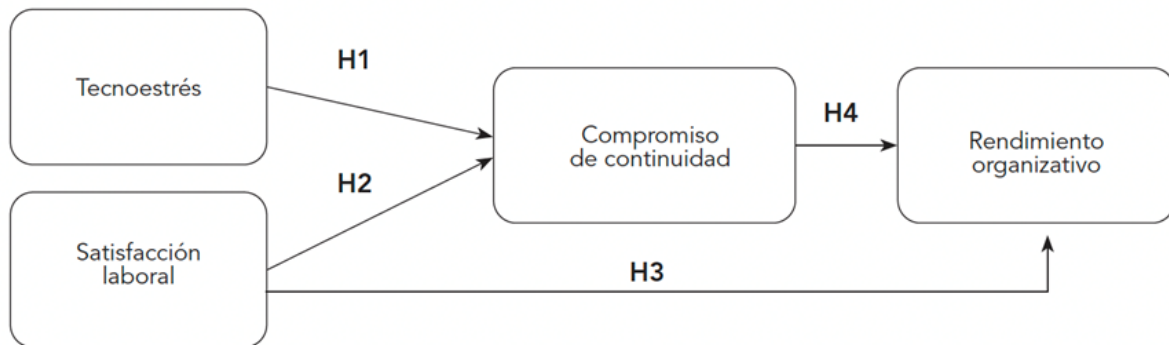 Tecnoestrés
H1
Compromiso
de continuidad
H4
Rendimiento
organizativo
H2
Satisfacción
laboral
H3